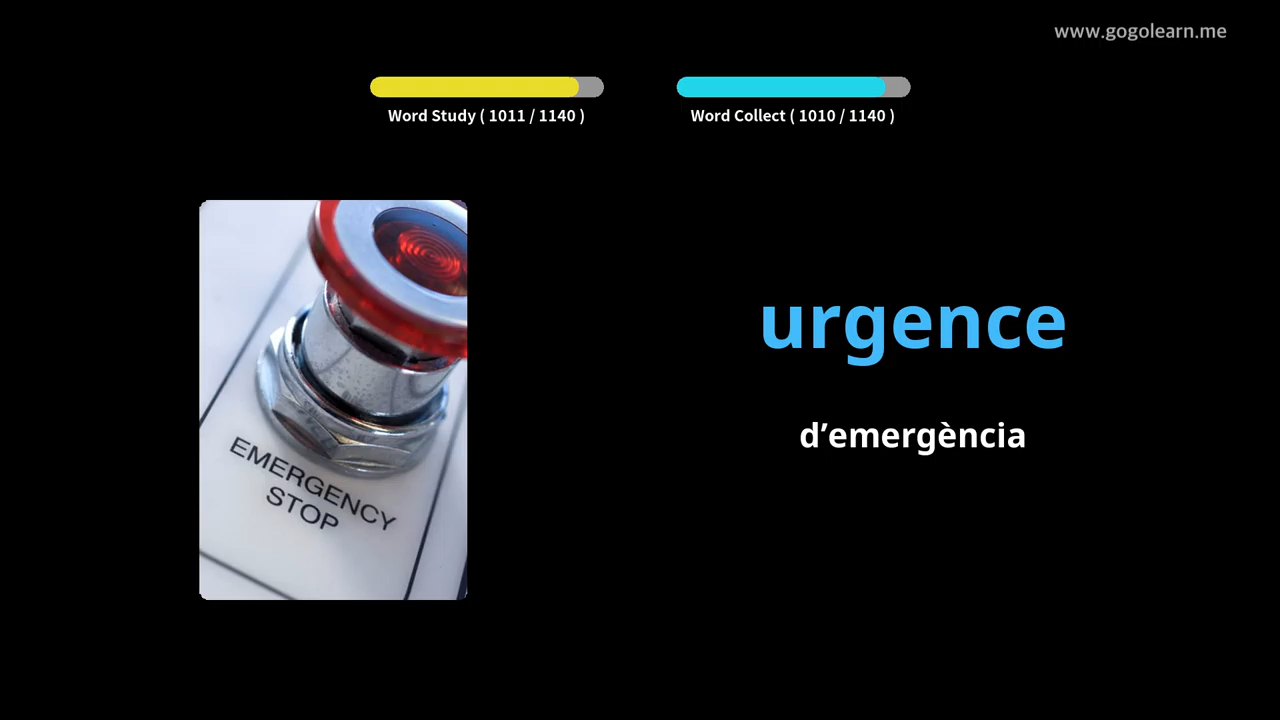 www.gogolearn.me
Word Study ( 1011 / 1140 )
Word Collect ( 1010 / 1140 )
urgence
d’emergència
EMERGENCY
STOP